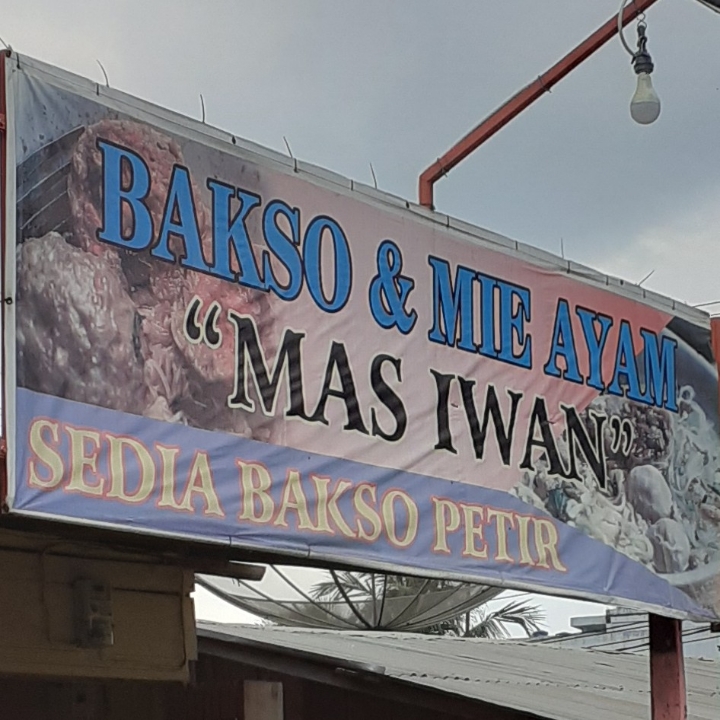 BAKSO & MIE AYAM
“MAS IWAN”
SEDIA BAKSO PETIR